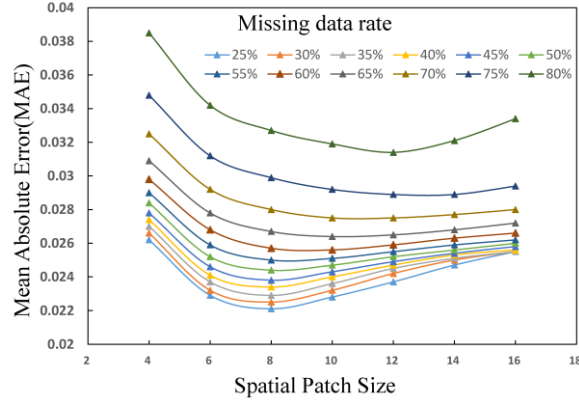 Missing data rate
25% 30% 35% 40% 45% 50%
55% 60% 65% 70% 75% 80%
Mean Absolute Error(MAE)
0.04
0.038
0.036
0.034
0.032
0.03
0.028
0.026
0.024
0.022
0.02
2 4 6 8 10 12 14 16 18
Spatial Patch Size